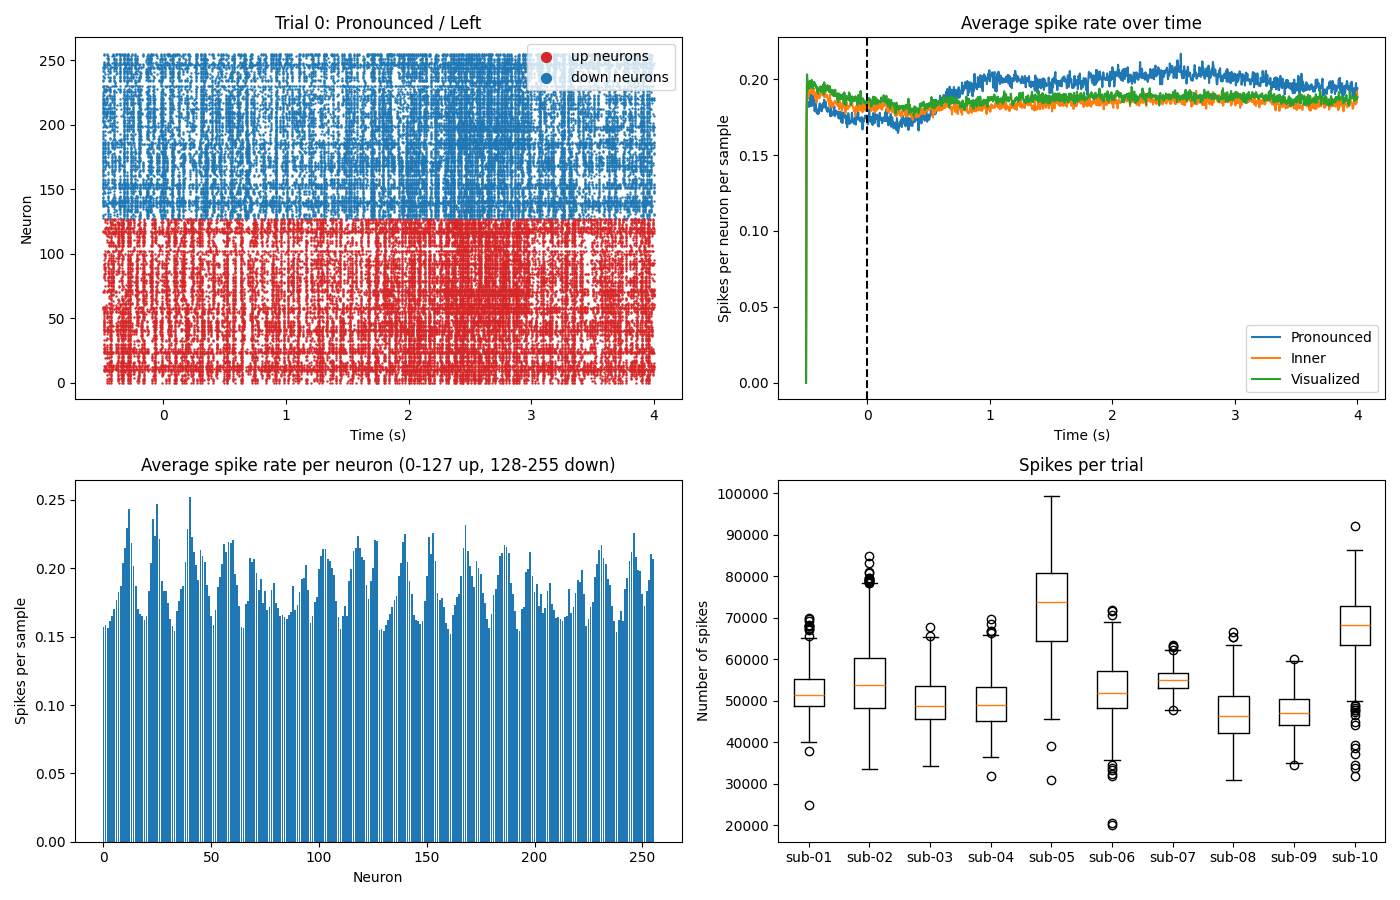 Trial 0: Pronounced / Left
up neurons
down neurons
250
200
150
100
50
0
Neuron
0 1 2 3 4
Time (s)
Average spike rate over time
0.20
0.15
0.10
0.05
0.00
Spikes per neuron per sample
Pronounced
Inner
Visualized
0 1 2 3 4
Time (s)
Average spike rate per neuron (0-127 up, 128-255 down)
0.25
0.20
0.15
0.10
0.05
0.00
Spikes per sample
0 50 100 150 200 250
Neuron
Spikes per trial
100000
90000
80000
70000
60000
50000
40000
30000
20000
Number of spikes
sub-01 sub-02 sub-03 sub-04 sub-05 sub-06 sub-07 sub-08 sub-09 sub-10